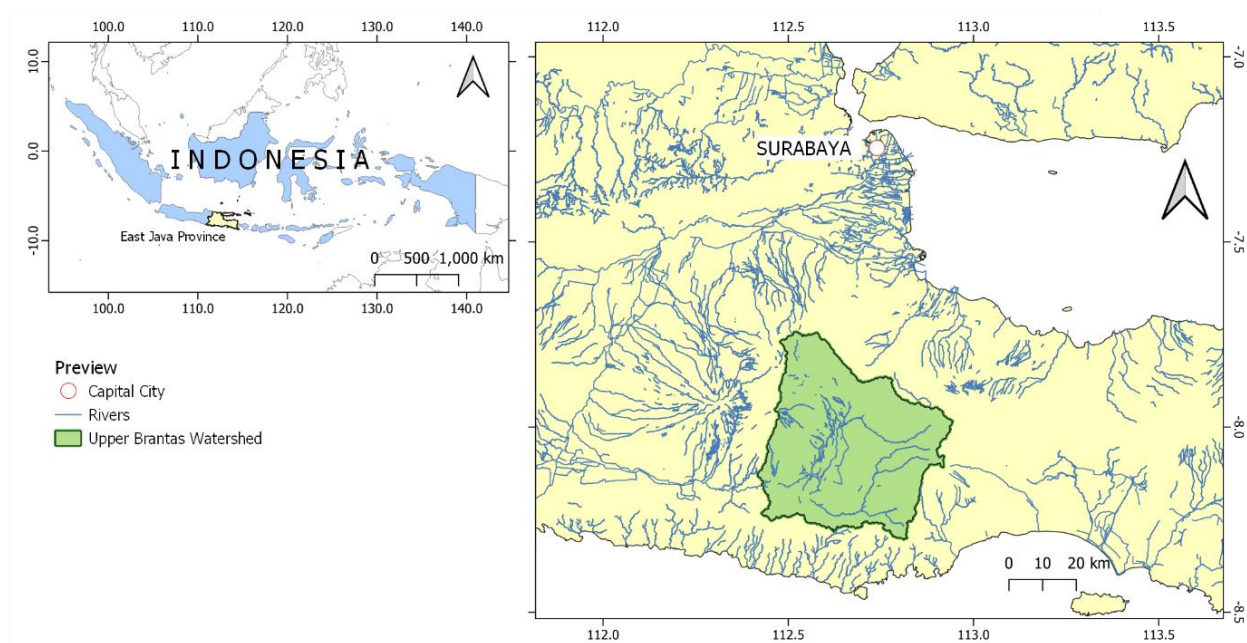 100.0 110.0 120.0 130.0 140.0
10.0
0.0
-10.0
INDONESIA
East Java Province
0 500 1,000 km
100.0 110.0 120.0 130.0 140.0
Preview
Capital City
Rivers
Upper Brantas Watershed
112.0 112.5 113.0 113.5
-7.0
-7.5
-8.0
-8.5
SURABAYA
0 10 20 km
112.0 112.5 113.0 113.5